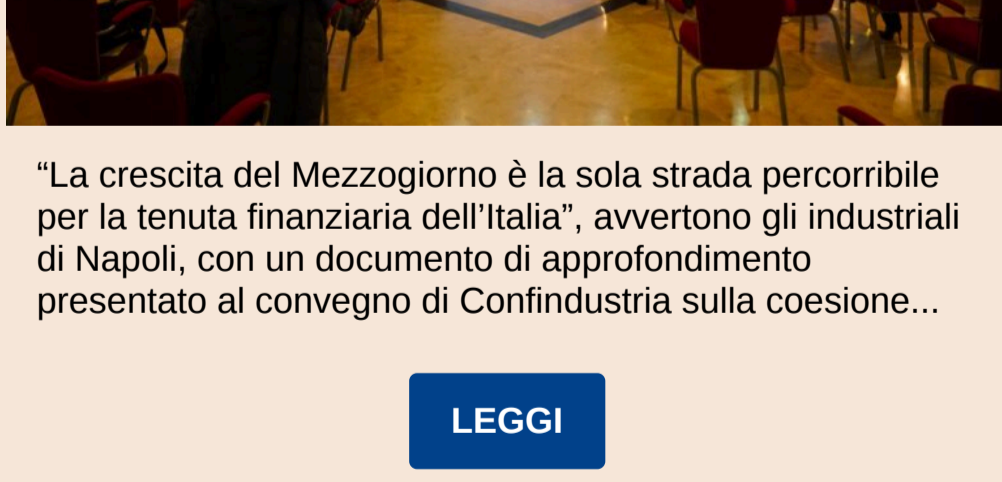 “La crescita del Mezzogiorno è la sola strada percorribile
per la tenuta finanziaria dell’Italia”, avvertono gli industriali
di Napoli, con un documento di approfondimento
presentato al convegno di Confindustria sulla coesione...
LEGGI